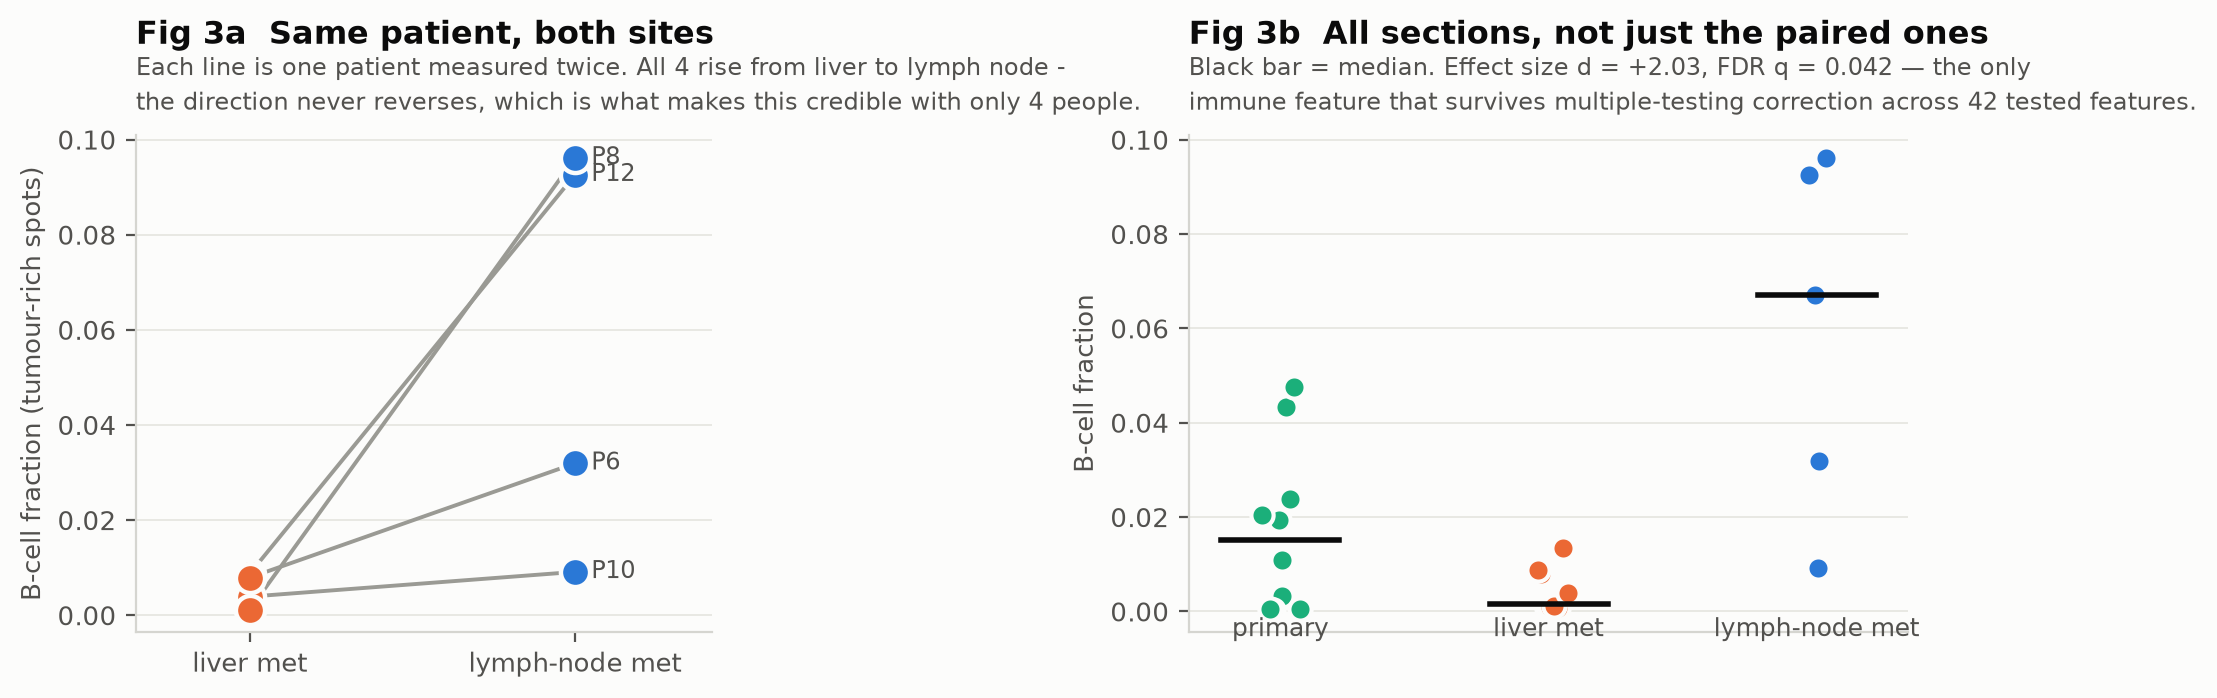 Fig 3a  Same patient, both sites
Each line is one patient measured twice. All 4 rise from liver to lymph node -
the direction never reverses, which is what makes this credible with only 4 people.
B-cell fraction (tumour-rich spots)
0.10
0.08
0.06
0.04
0.02
0.00
P8
P12
P6
P10
liver met
lymph-node met
Fig 3b  All sections, not just the paired ones
Black bar = median. Effect size d = +2.03, FDR q = 0.042 — the only
immune feature that survives multiple-testing correction across 42 tested features.
B-cell fraction
0.10
0.08
0.06
0.04
0.02
0.00
primary
liver met
lymph-node met